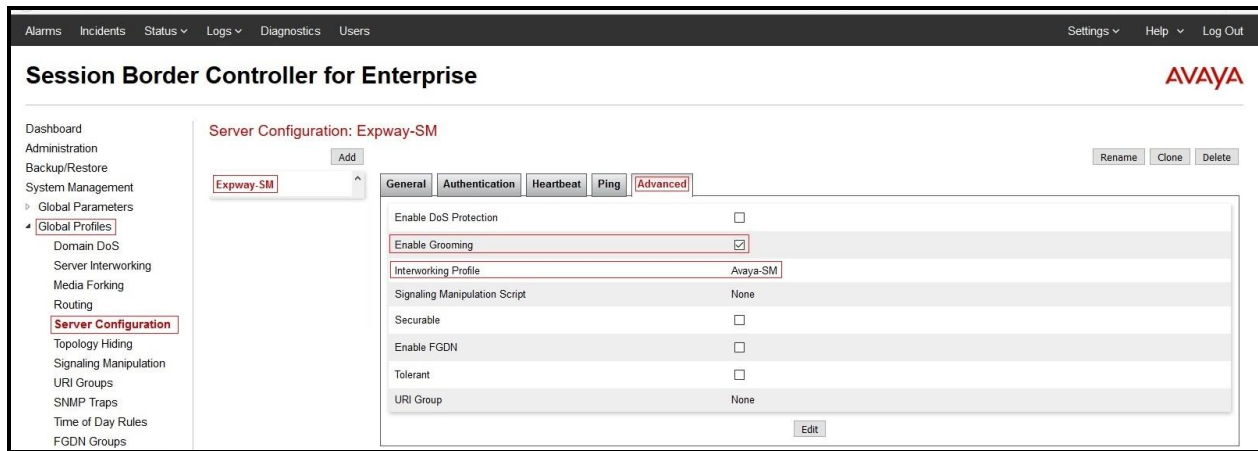 Alarms Incidents Status Logs Diagnostics Users Settings Help Log Out
Session Border Controller for Enterprise
AVAYA
Dashboard
Administration
Backup/Restore
System Management
Global Parameters
Global Profiles
Domain DoS
Server Interworking
Media Forking
Routing
Server Configuration
Topology Hiding
Signaling Manipulation
URI Groups
SNMP Traps
Time of Day Rules
FGDN Groups
Server Configuration: Expway-SM
Add
Rename Clone Delete
Expway-SM
General Authentication Heartbeat Ping Advanced
Enable DoS Protection
Enable Grooming
Interworking Profile Avaya-SM
Signaling Manipulation Script None
Securable
Enable FGDN
Tolerant
URI Group None
Edit